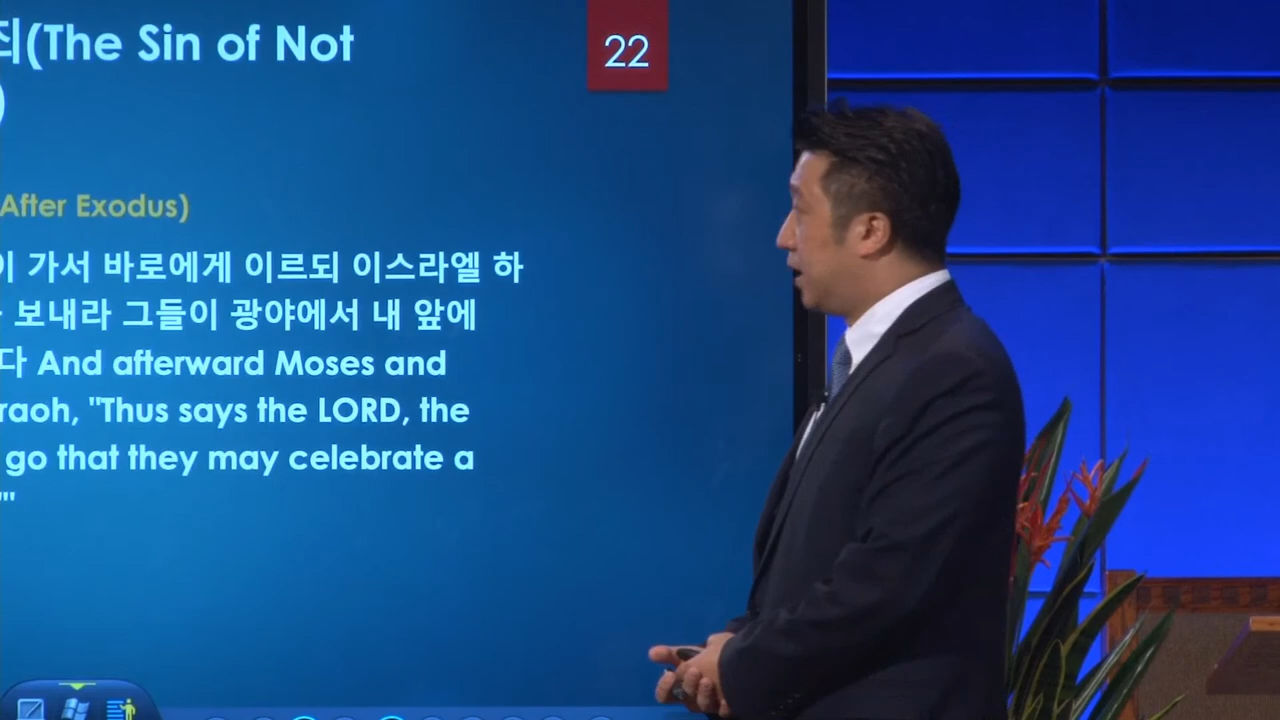 죄(The Sin of Not
22
)
After Exodus)
이 가서 바로에게 이르되 이스라엘 하
보내라 그들이 광야에서 내 앞에
다 And afterward Moses and
raoh, "Thus says the LORD, the
go that they may celebrate a
'"